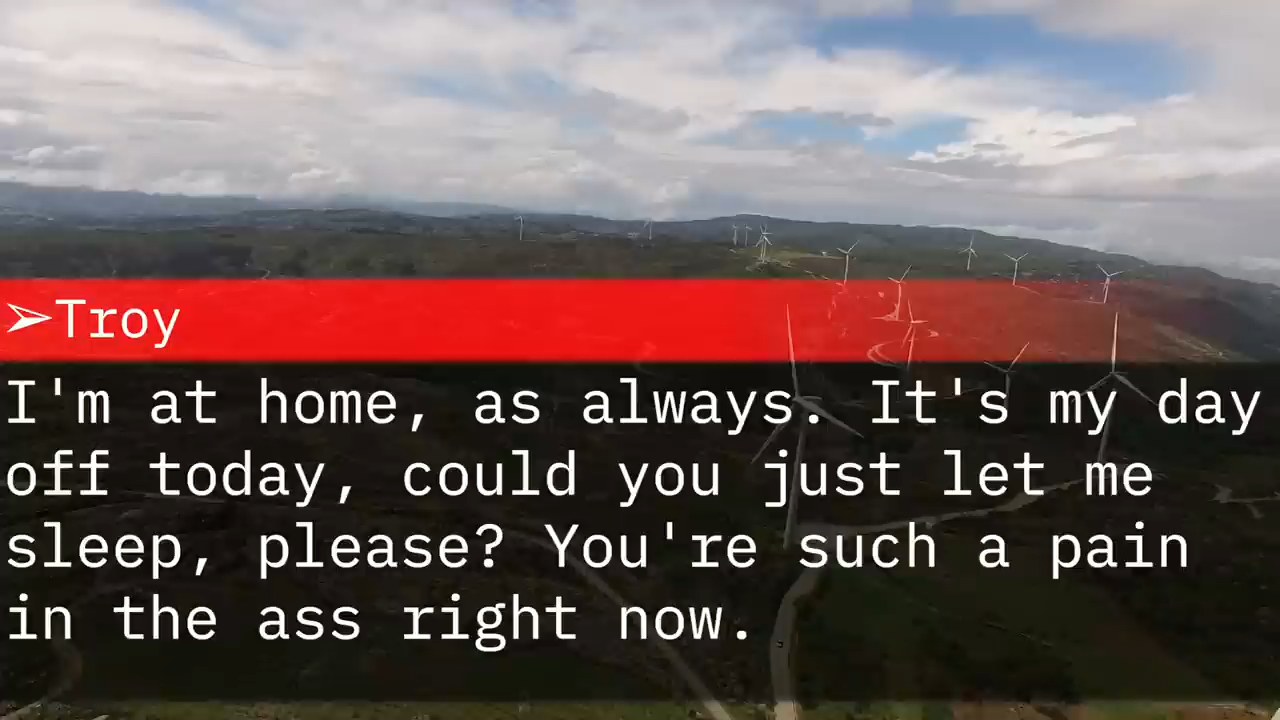 ➢Troy
I'm at home, as always. It's my day
off today, could you just let me
sleep, please? You're such a pain
in the ass right now.